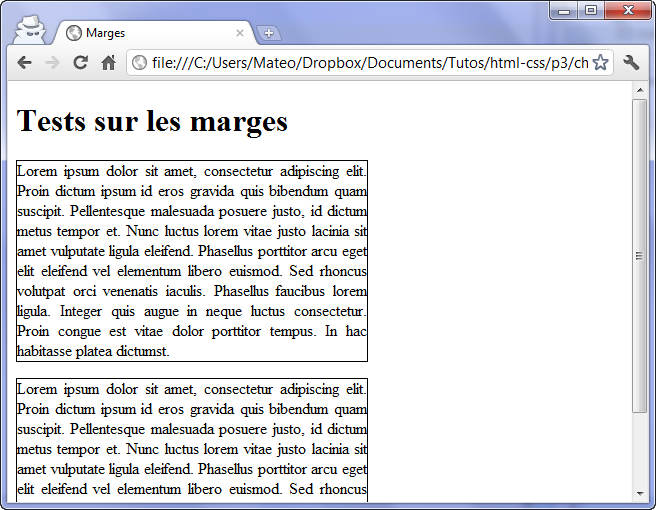 Marges
file:///C:/Users/Mateo/Dropbox/Documents/Tutos/html-css/p3/ch
Tests sur les marges
Lorem ipsum dolor sit amet, consectetur adipiscing elit.
Proin dictum ipsum id eros gravida quis bibendum quam
suscipit. Pellentesque malesuada posuere justo, id dictum
metus tempor et. Nunc luctus lorem vitae justo lacinia sit
amet vulputate ligula eleifend. Phasellus porttitor arcu eget
elit eleifend vel elementum libero euismod. Sed rhoncus
volutpat orci venenatis iaculis. Phasellus faucibus lorem
ligula. Integer quis augue in neque luctus consectetur.
Proin congue est vitae dolor porttitor tempus. In hac
habitasse platea dictumst.
Lorem ipsum dolor sit amet, consectetur adipiscing elit.
Proin dictum ipsum id eros gravida quis bibendum quam
suscipit. Pellentesque malesuada posuere justo, id dictum
metus tempor et. Nunc luctus lorem vitae justo lacinia sit
amet vulputate ligula eleifend. Phasellus porttitor arcu eget
elit eleifend vel elementum libero euismod. Sed rhoncus